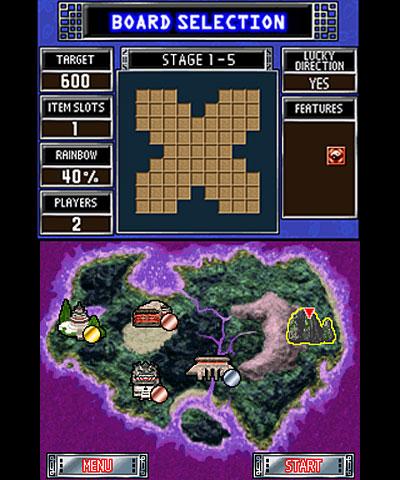 BOARD SELECTION
TARGET
600
ITEM SLOTS
1
RAINBOW
40%
PLAYERS
2
STAGE 1-5
LUCKY
DIRECTION
YES
FEATURES
MENU
START